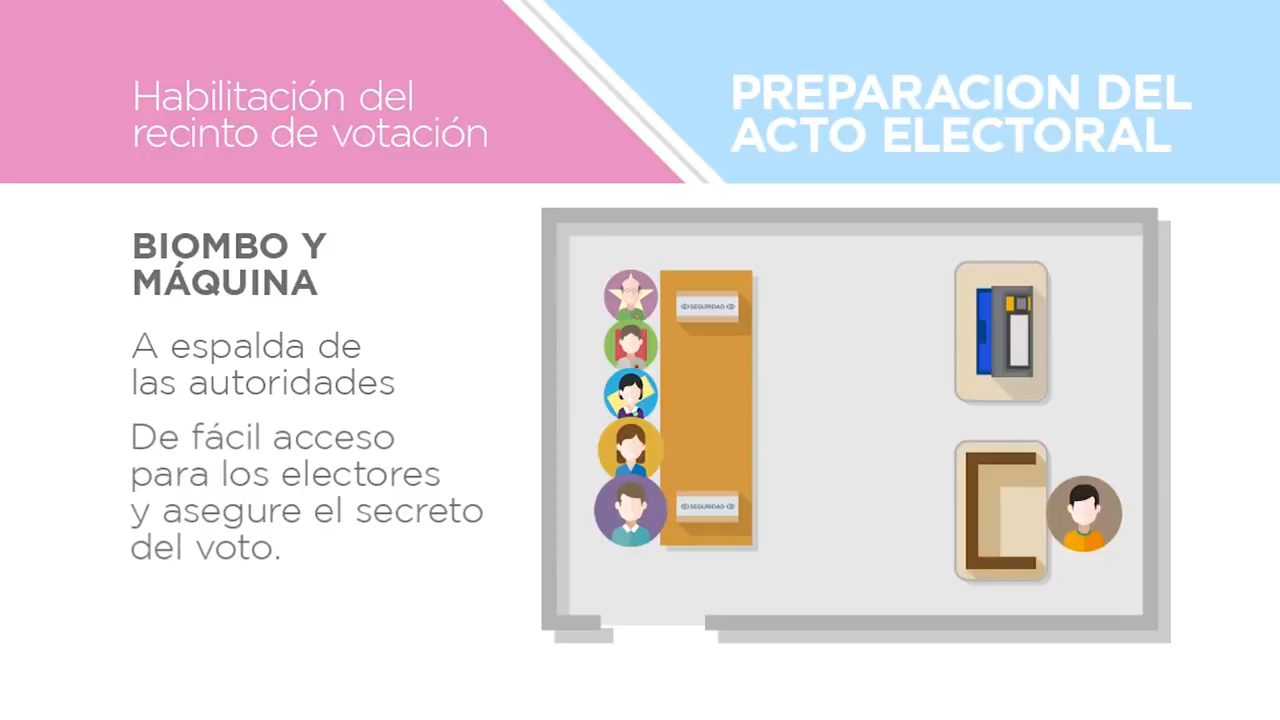 Habilitación del
recinto de votación
PREPARACION DEL
ACTO ELECTORAL
BIOMBO Y
MÁQUINA
A espalda de
las autoridades
De fácil acceso
para los electores
y asegure el secreto
del voto.
SEGURIDAD
SEGURIDAD